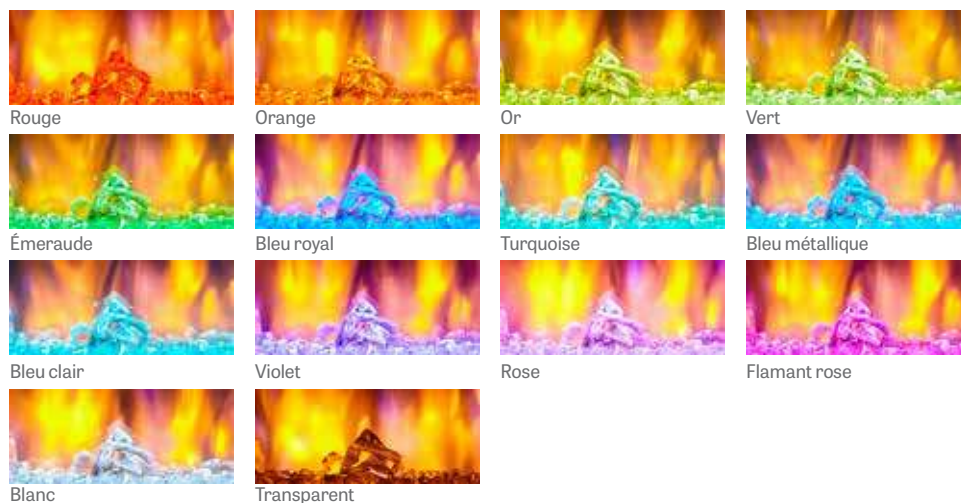 Rouge
Orange
Or
Vert
Émeraude
Bleu royal
Turquoise
Bleu métallique
Bleu clair
Violet
Rose
Flamant rose
Blanc
Transparent